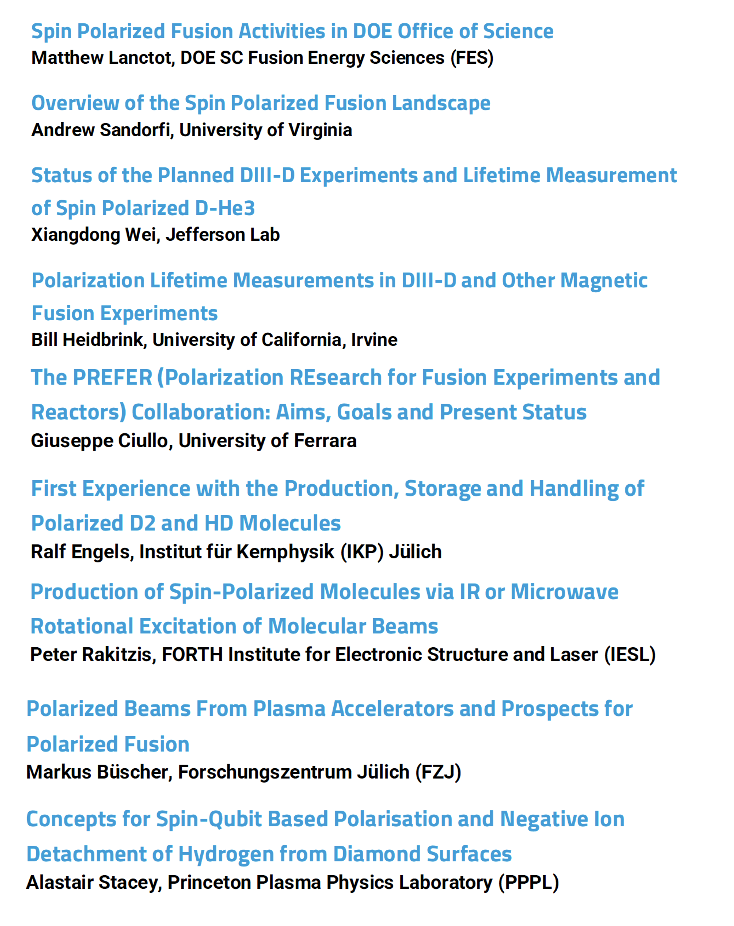 Spin Polarized Fusion Activities in DOE Office of Science
Matthew Lanctot, DOE SC Fusion Energy Sciences (FES)
Overview of the Spin Polarized Fusion Landscape
Andrew Sandorfi, University of Virginia
Status of the Planned DIII-D Experiments and Lifetime Measurement
of Spin Polarized D-He3
Xiangdong Wei, Jefferson Lab
Polarization Lifetime Measurements in DIII-D and Other Magnetic
Fusion Experiments
Bill Heidbrink, University of California, Irvine
The PREFER (Polarization REsearch for Fusion Experiments and
Reactors) Collaboration: Aims, Goals and Present Status
Giuseppe Ciullo, University of Ferrara
First Experience with the Production, Storage and Handling of
Polarized D2 and HD Molecules
Ralf Engels, Institut für Kernphysik (IKP) Jülich
Production of Spin-Polarized Molecules via IR or Microwave
Rotational Excitation of Molecular Beams
Peter Rakitzis, FORTH Institute for Electronic Structure and Laser (IESL)
Polarized Beams From Plasma Accelerators and Prospects for
Polarized Fusion
Markus Büscher, Forschungszentrum Jülich (FZJ)
Concepts for Spin-Qubit Based Polarisation and Negative Ion
Detachment of Hydrogen from Diamond Surfaces
Alastair Stacey, Princeton Plasma Physics Laboratory (PPPL)